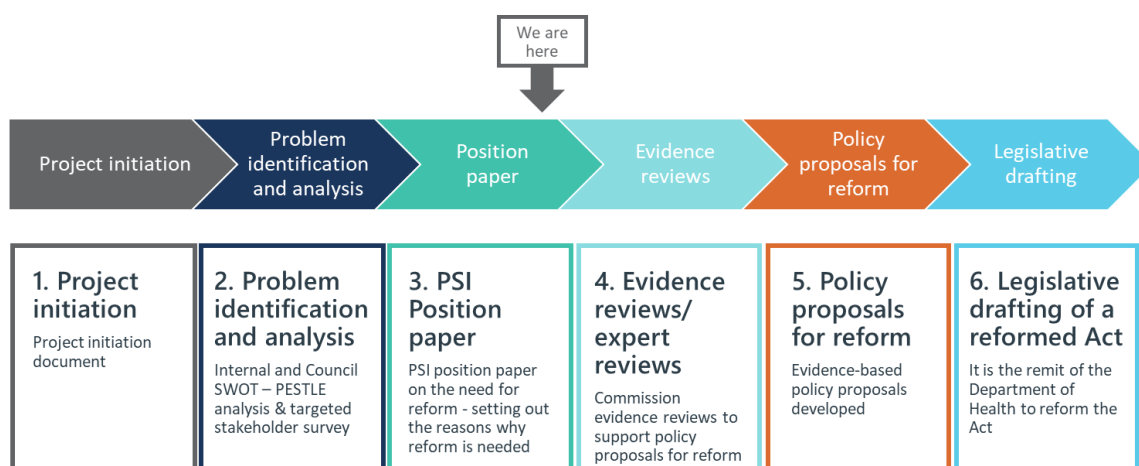 We are
here
Project initiation
Problem
identification
and analysis
Position
paper
Evidence
reviews
Policy
proposals for
reform
Legislative
drafting
1. Project
initiation
Project initiation
document
2. Problem
identification
and analysis
Internal and Council
SWOT – PESTLE
analysis & targeted
stakeholder survey
3. PSI
Position
paper
PSI position paper
on the need for
reform - setting out
the reasons why
reform is needed
4. Evidence
reviews/
expert
reviews
Commission
evidence reviews to
support policy
proposals for reform
5. Policy
proposals
for reform
Evidence-based
policy proposals
developed
6. Legislative
drafting of a
reformed Act
It is the remit of the
Department of
Health to reform the
Act